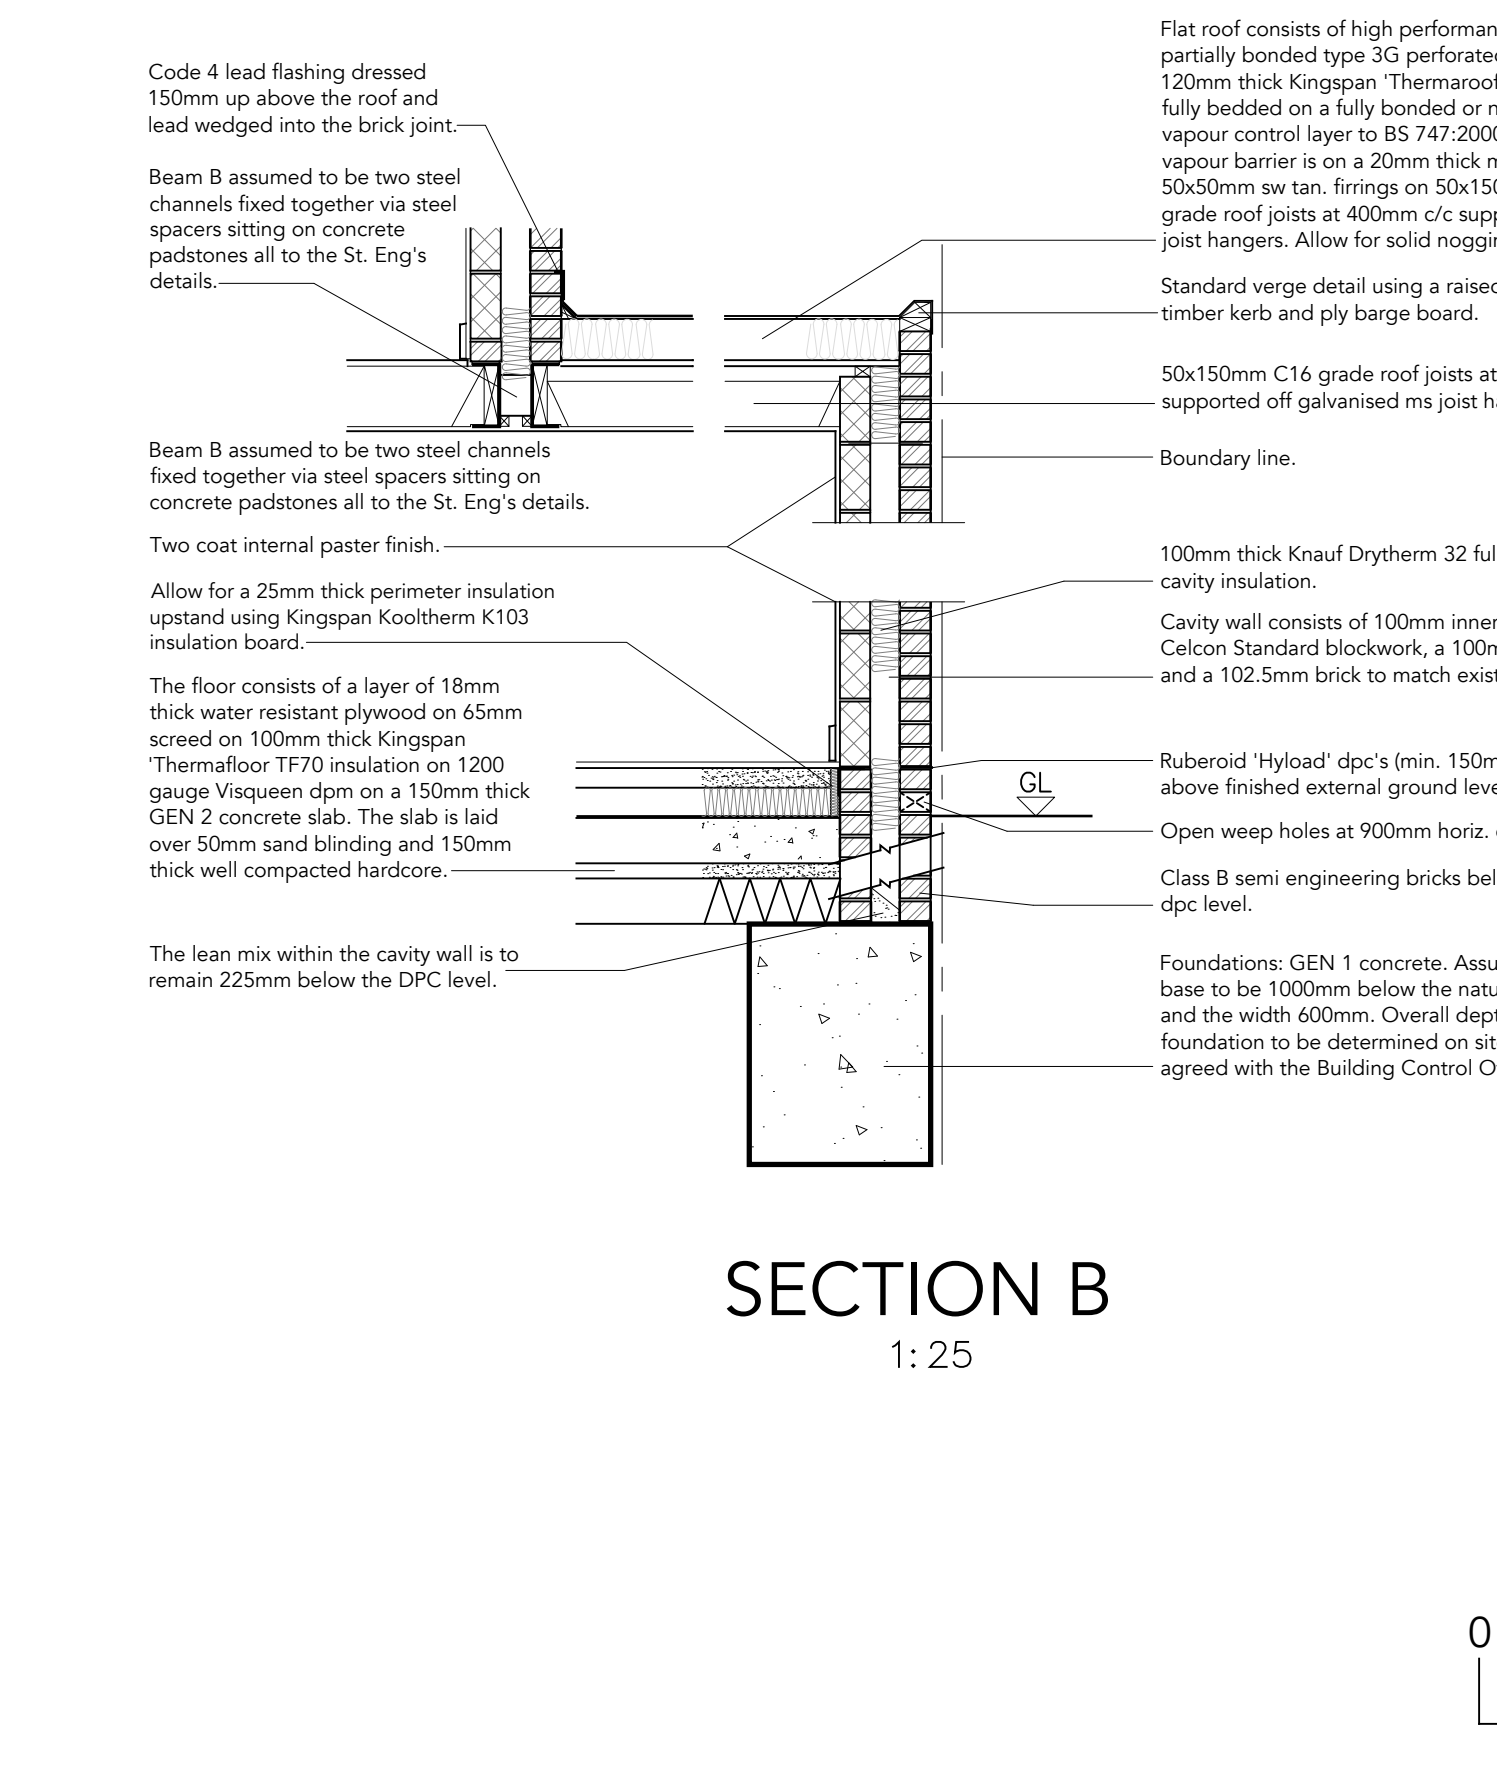 Code 4 lead flashing dressed
150mm up above the roof and
lead wedged into the brick joint.
Beam B assumed to be two steel
channels fixed together via steel
spacers sitting on concrete
padstones all to the St. Eng's
details.
Beam B assumed to be two steel channels
fixed together via steel spacers sitting on
concrete padstones all to the St. Eng's details.
Two coat internal paster finish.
Allow for a 25mm thick perimeter insulation
upstand using Kingspan Kooltherm K103
insulation board.
The floor consists of a layer of 18mm
thick water resistant plywood on 65mm
screed on 100mm thick Kingspan
'Thermafloor TF70 insulation on 1200
gauge Visqueen dpm on a 150mm thick
GEN 2 concrete slab. The slab is laid
over 50mm sand blinding and 150mm
thick well compacted hardcore.
The lean mix within the cavity wall is to
remain 225mm below the DPC level.
Flat roof consists of high performan
partially bonded type 3G perforated
120mm thick Kingspan 'Thermaroof
fully bedded on a fully bonded or n
vapour control layer to BS 747:2000
vapour barrier is on a 20mm thick m
50x50mm sw tan. firrings on 50x150
grade roof joists at 400mm c/c supp
joist hangers. Allow for solid noggin
Standard verge detail using a raised
timber kerb and ply barge board.
50x150mm C16 grade roof joists at
supported off galvanised ms joist ha
Boundary line.
100mm thick Knauf Drytherm 32 ful
cavity insulation.
Cavity wall consists of 100mm inner
Celcon Standard blockwork, a 100m
and a 102.5mm brick to match exist
Ruberoid 'Hyload' dpc's (min. 150m
above finished external ground leve
GL
Open weep holes at 900mm horiz.
Class B semi engineering bricks bel
dpc level.
Foundations: GEN 1 concrete. Assu
base to be 1000mm below the natu
and the width 600mm. Overall dept
foundation to be determined on sit
agreed with the Building Control O
SECTION B
1:25
0